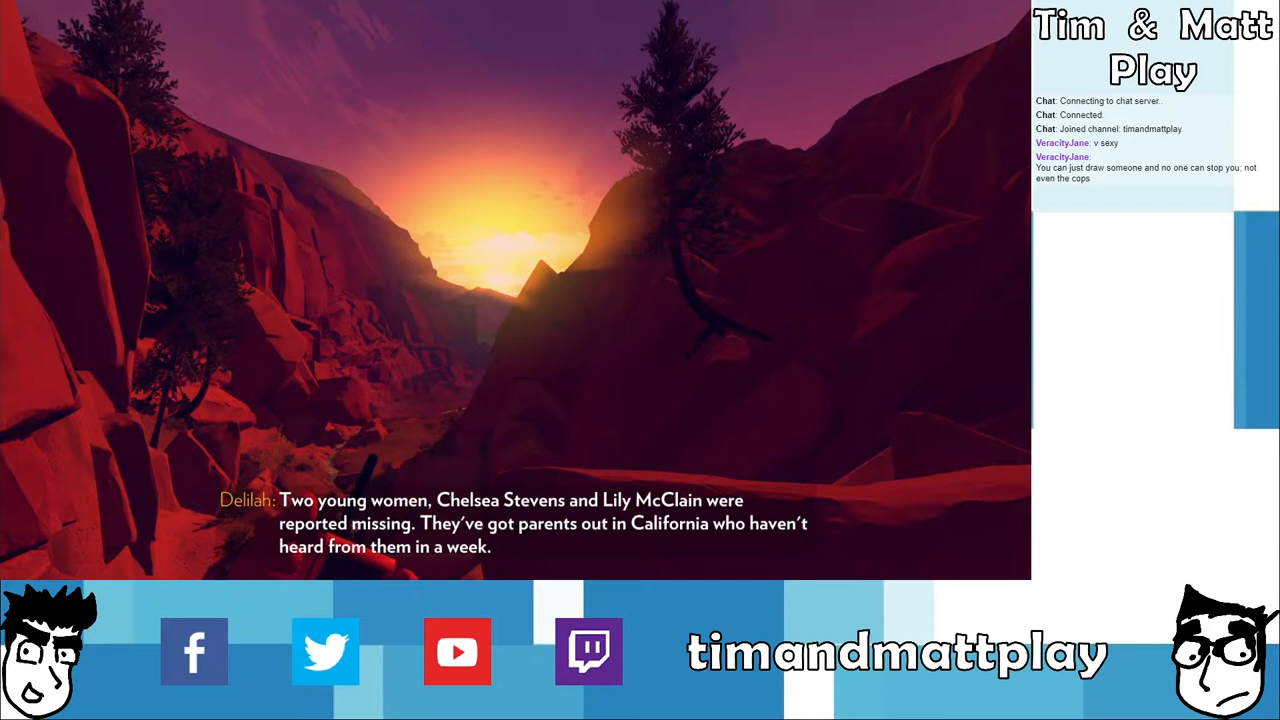 Tim & Matt
Play
Chat: Connecting to chat server..
Chat: Connected.
Chat: Joined channel: timandmattplay.
VeracityJane: v sexy
VeracityJane:
You can just draw someone and no one can stop you; not
even the cops
Delilah: Two young women, Chelsea Stevens and Lily McClain were
reported missing. They've got parents out in California who haven't
heard from them in a week.
timandmattplay